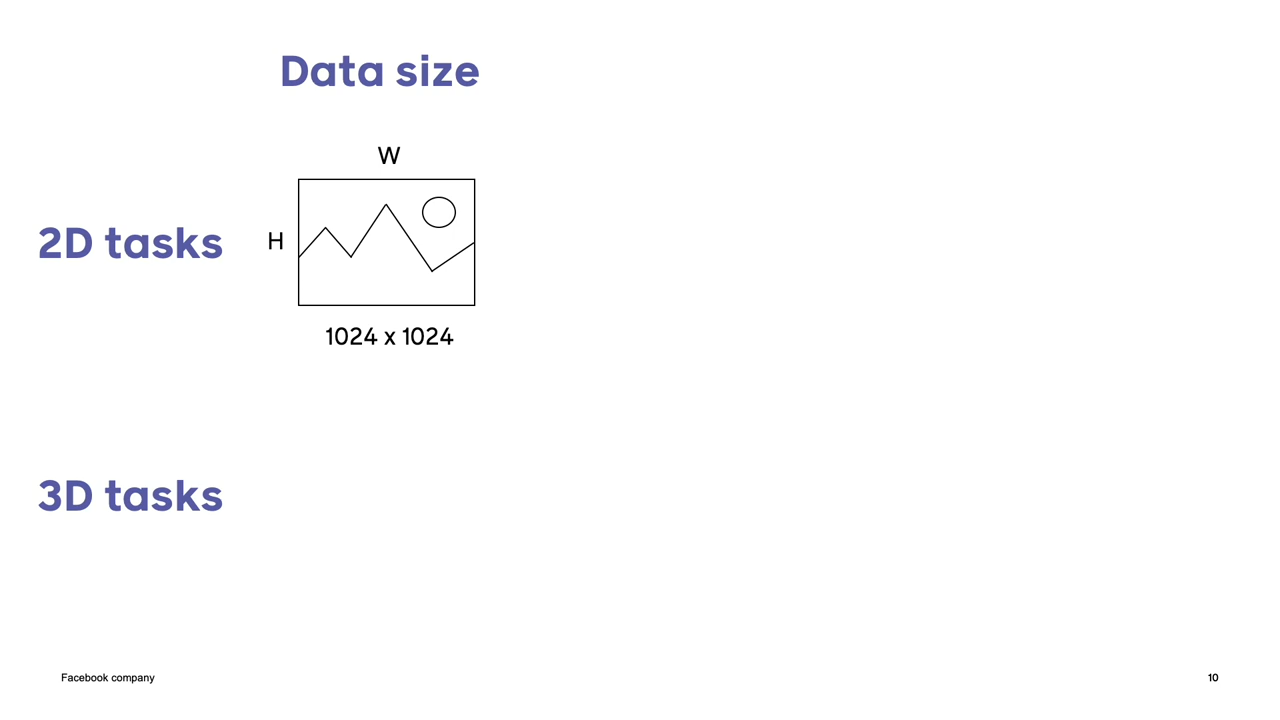 Data size
W
2D tasks
H
1024 x 1024
3D tasks
Facebook company
10